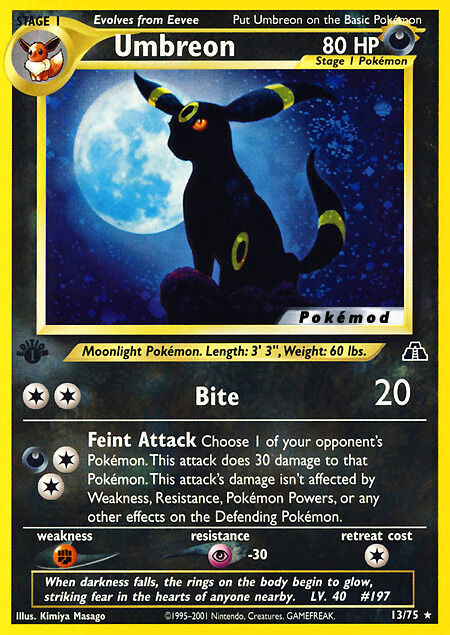 STAGE 1 Evolves from Eevee Put Umbreon on the Basic Pokémon
Umbreon 80 HP
Stage 1 Pokémon
Pokémod
EDITION
1
Moonlight Pokémon. Length: 3' 3", Weight: 60 lbs.
Bite 20
Feint Attack Choose 1 of your opponent's
Pokémon. This attack does 30 damage to that
Pokémon. This attack's damage isn't affected by
Weakness, Resistance, Pokémon Powers, or any
other effects on the Defending Pokémon.
weakness resistance retreat cost
-30
When darkness falls, the rings on the body begin to glow,
striking fear in the hearts of anyone nearby. LV. 40 #197
Illus. Kimiya Masago ©1995-2001 Nintendo, Creatures, GAMEFREAK. 13/75 ★